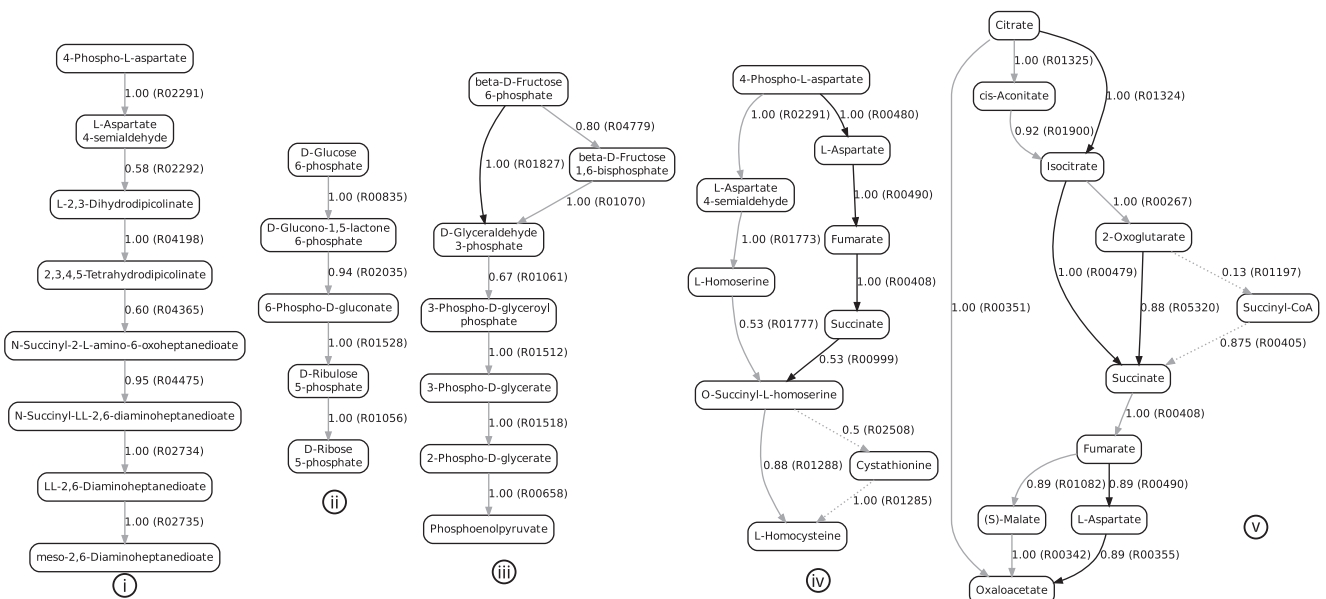 4-Phospho-L-aspartate
1.00 (R02291)
L-Aspartate
4-semialdehyde
0.58 (R02292)
L-2,3-Dihydrodipicolinate
1.00 (R04198)
2,3,4,5-Tetrahydrodipicolinate
0.60 (R04365)
N-Succinyl-2-L-amino-6-oxoheptanedioate
0.95 (R04475)
N-Succinyl-LL-2,6-diaminoheptanedioate
1.00 (R02734)
LL-2,6-Diaminoheptanedioate
1.00 (R02735)
meso-2,6-Diaminoheptanedioate
i
D-Glucose
6-phosphate
1.00 (R00835)
D-Glucono-1,5-lactone
6-phosphate
0.94 (R02035)
6-Phospho-D-gluconate
1.00 (R01528)
D-Ribulose
5-phosphate
1.00 (R01056)
D-Ribose
5-phosphate
ii
beta-D-Fructose
6-phosphate
0.80 (R04779)
1.00 (R01827)
beta-D-Fructose
1,6-bisphosphate
1.00 (R01070)
D-Glyceraldehyde
3-phosphate
0.67 (R01061)
3-Phospho-D-glyceroyl
phosphate
1.00 (R01512)
3-Phospho-D-glycerate
1.00 (R01518)
2-Phospho-D-glycerate
1.00 (R00658)
Phosphoenolpyruvate
iii
4-Phospho-L-aspartate
1.00 (R02291)
1.00 (R00480)
L-Aspartate
L-Aspartate
4-semialdehyde
1.00 (R00490)
1.00 (R01773)
Fumarate
L-Homoserine
1.00 (R00408)
0.53 (R01777)
Succinate
0.53 (R00999)
O-Succinyl-L-homoserine
0.5 (R02508)
0.88 (R01288)
Cystathionine
1.00 (R01285)
L-Homocysteine
iv
Citrate
1.00 (R01325)
1.00 (R01324)
cis-Aconitate
0.92 (R01900)
Isocitrate
1.00 (R00267)
2-Oxoglutarate
1.00 (R00479)
0.13 (R01197)
1.00 (R00351)
0.88 (R05320)
Succinyl-CoA
0.875 (R00405)
Succinate
1.00 (R00408)
Fumarate
0.89 (R01082)
0.89 (R00490)
(S)-Malate
L-Aspartate
1.00 (R00342)
0.89 (R00355)
Oxaloacetate
v